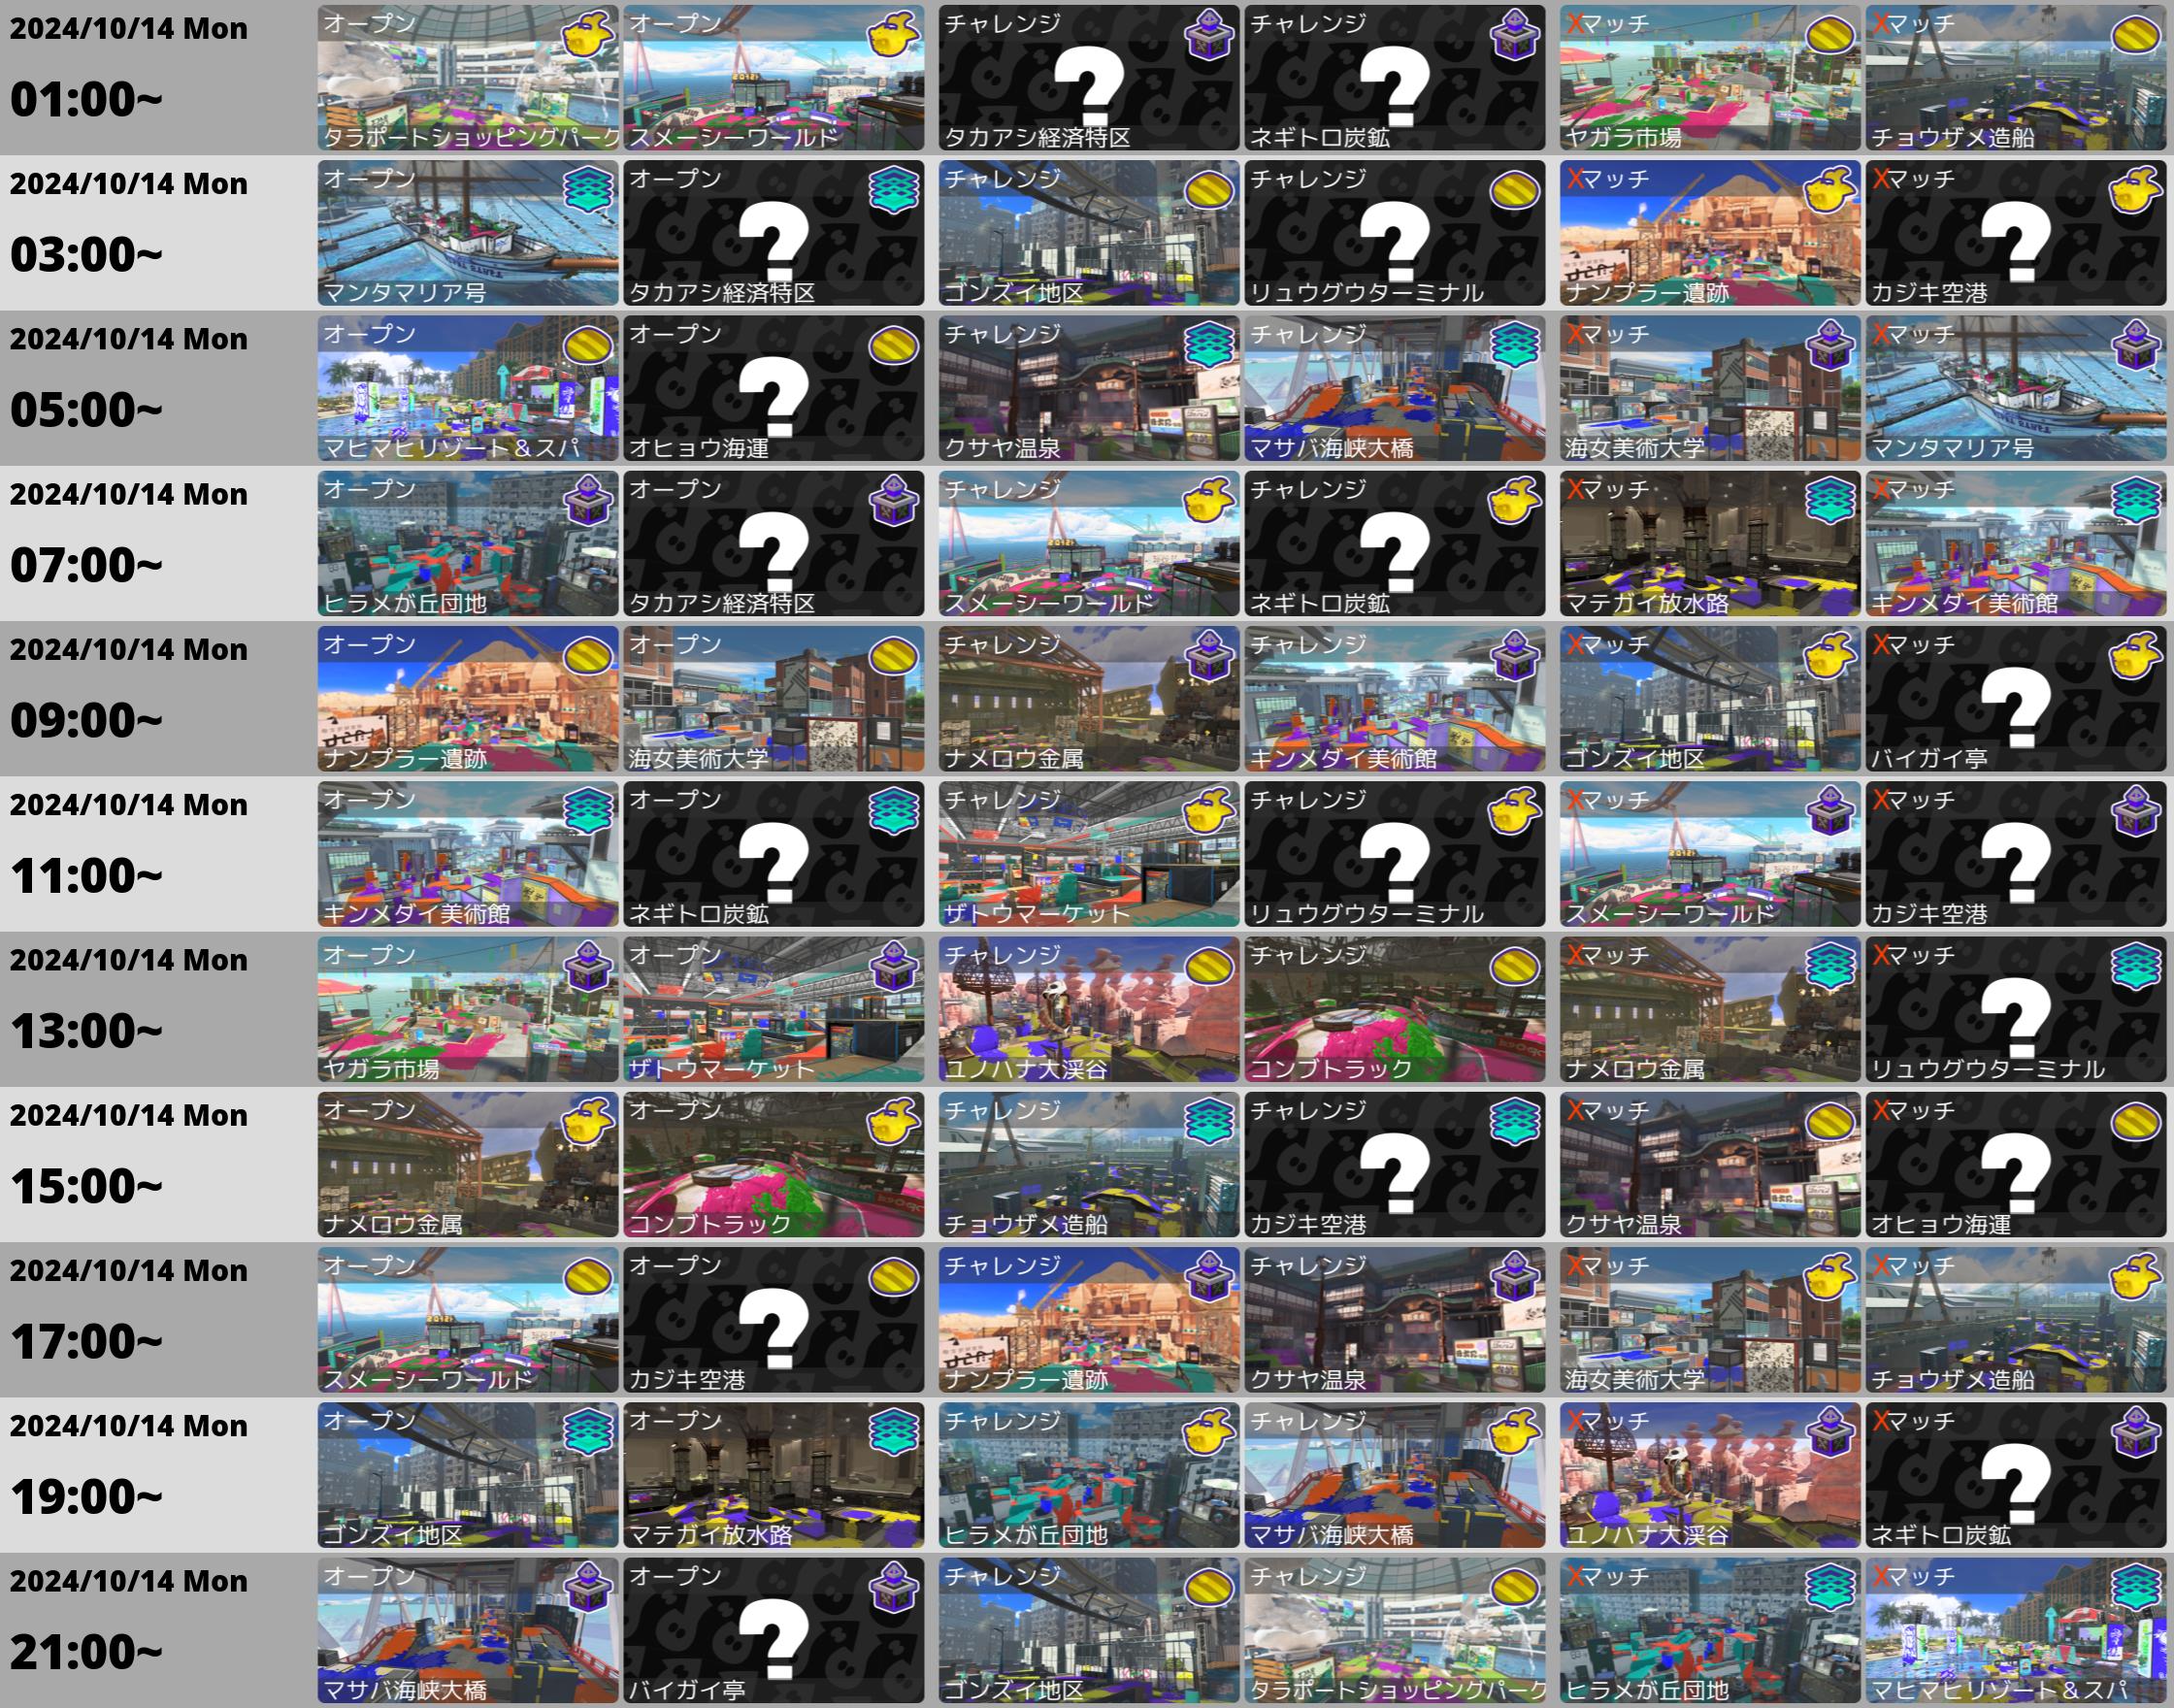 2024/10/14 Mon
01:00~
オープン オープン チャレンジ チャレンジ Xマッチ Xマッチ
タラポートショッピングパーク スメーシーワールド タカアシ経済特区 ネギトロ炭鉱 ヤガラ市場 チョウザメ造船
2024/10/14 Mon
03:00~
オープン オープン チャレンジ チャレンジ Xマッチ Xマッチ
マンタマリア号 タカアシ経済特区 ゴンズイ地区 リュウグウターミナル ナンプラー遺跡 カジキ空港
2024/10/14 Mon
05:00~
オープン オープン チャレンジ チャレンジ Xマッチ Xマッチ
マヒマヒリゾート&スパ オヒョウ海運 クサヤ温泉 マサバ海峡大橋 海女美術大学 マンタマリア号
2024/10/14 Mon
07:00~
オープン オープン チャレンジ チャレンジ Xマッチ Xマッチ
ヒラメが丘団地 タカアシ経済特区 スメーシーワールド ネギトロ炭鉱 マテガイ放水路 キンメダイ美術館
2024/10/14 Mon
09:00~
オープン オープン チャレンジ チャレンジ Xマッチ Xマッチ
ナンプラー遺跡 海女美術大学 ナメロウ金属 キンメダイ美術館 ゴンズイ地区 バイガイ亭
2024/10/14 Mon
11:00~
オープン オープン チャレンジ チャレンジ Xマッチ Xマッチ
キンメダイ美術館 ネギトロ炭鉱 ザトウマーケット リュウグウターミナル スメーシーワールド カジキ空港
2024/10/14 Mon
13:00~
オープン オープン チャレンジ チャレンジ Xマッチ Xマッチ
ヤガラ市場 ザトウマーケット ユノハナ大渓谷 コンブトラック ナメロウ金属 リュウグウターミナル
2024/10/14 Mon
15:00~
オープン オープン チャレンジ チャレンジ Xマッチ Xマッチ
ナメロウ金属 コンブトラック チョウザメ造船 カジキ空港 クサヤ温泉 オヒョウ海運
2024/10/14 Mon
17:00~
オープン オープン チャレンジ チャレンジ Xマッチ Xマッチ
スメーシーワールド カジキ空港 ナンプラー遺跡 クサヤ温泉 海女美術大学 チョウザメ造船
2024/10/14 Mon
19:00~
オープン オープン チャレンジ チャレンジ Xマッチ Xマッチ
ゴンズイ地区 マテガイ放水路 ヒラメが丘団地 マサバ海峡大橋 ユノハナ大渓谷 ネギトロ炭鉱
2024/10/14 Mon
21:00~
オープン オープン チャレンジ チャレンジ Xマッチ Xマッチ
マサバ海峡大橋 バイガイ亭 ゴンズイ地区 タラポートショッピングパーク ヒラメが丘団地 マヒマヒリゾート&スパ